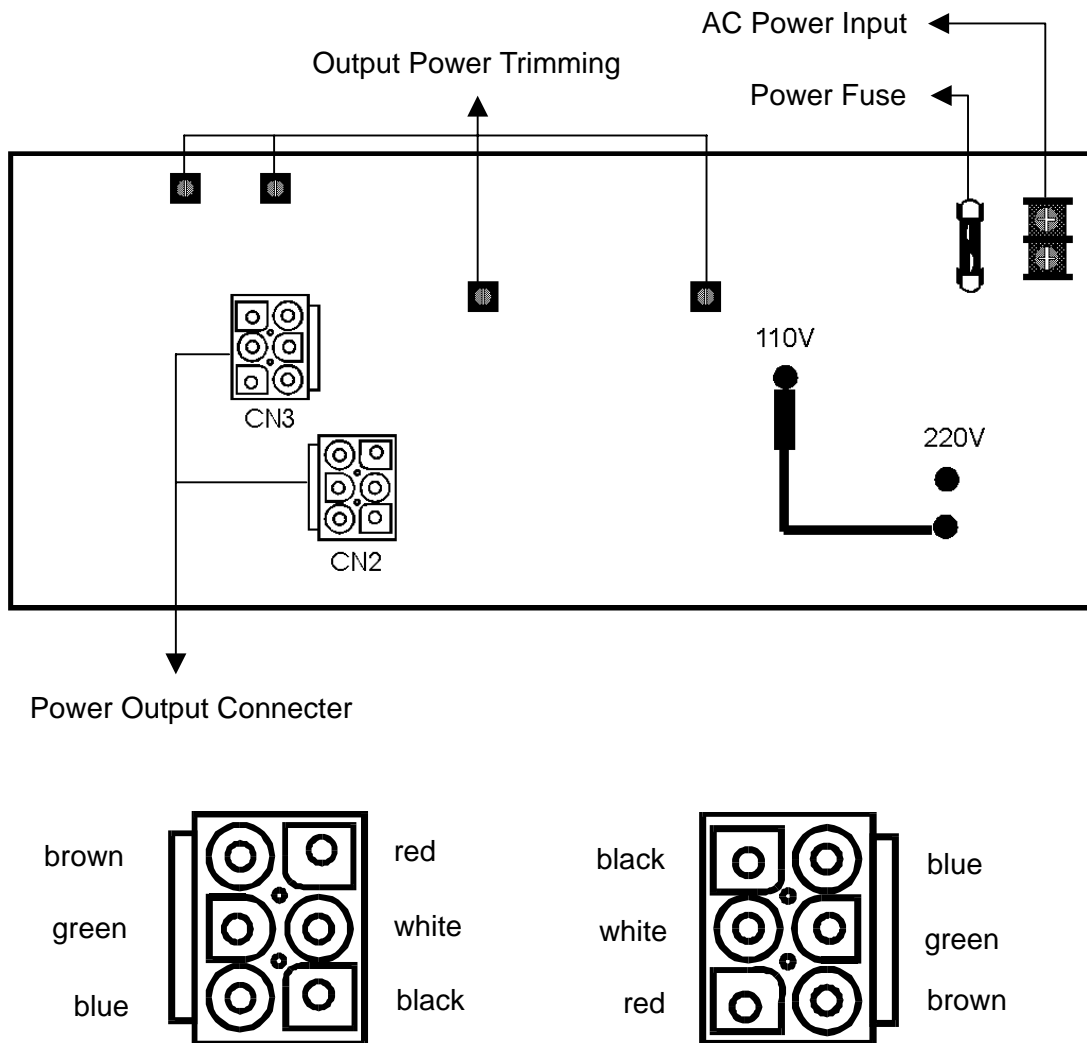 AC Power Input
Output Power Trimming
Power Fuse
110V
CN3
220V
CN2
Power Output Connecter
brown
red
green
white
blue
black
black
blue
white
green
red
brown